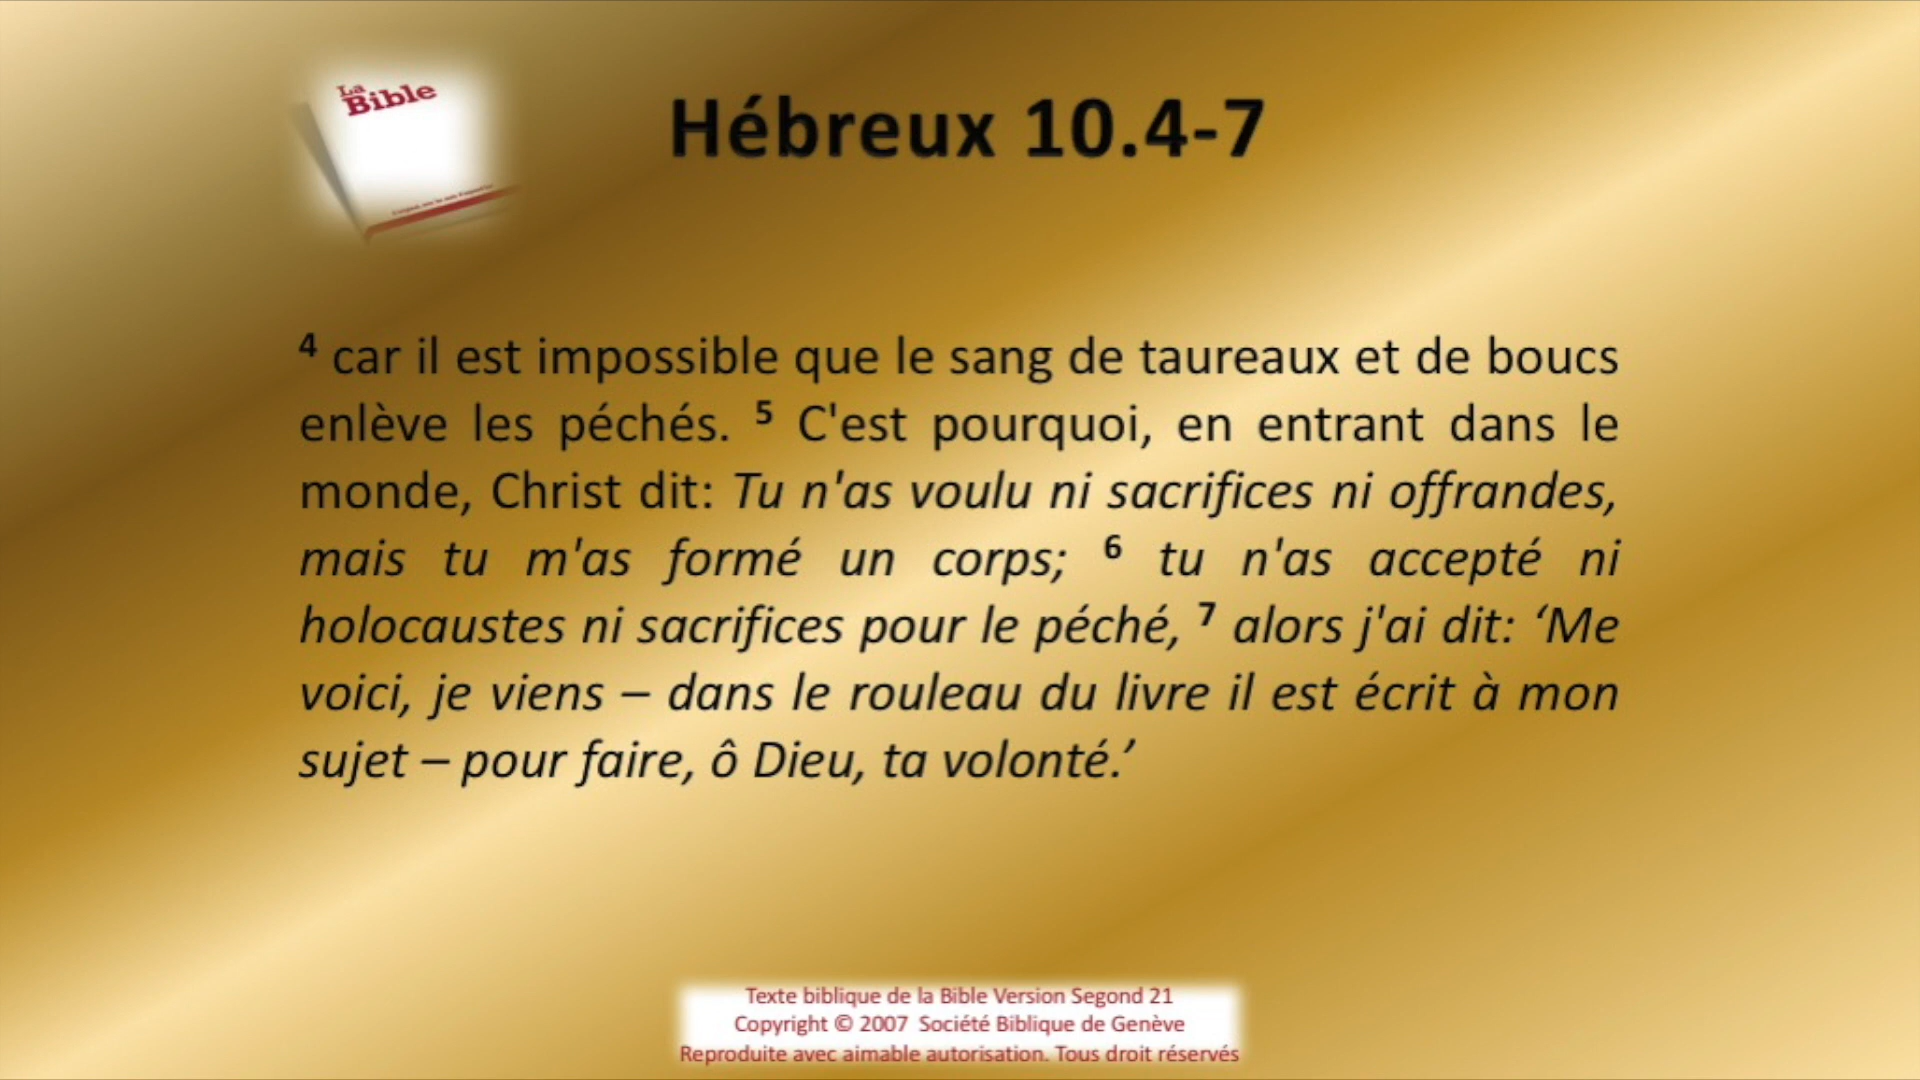 La
Bible
Hébreux 10.4-7
4 car il est impossible que le sang de taureaux et de boucs
enlève les péchés. 5 C'est pourquoi, en entrant dans le
monde, Christ dit: Tu n'as voulu ni sacrifices ni offrandes,
mais tu m'as formé un corps; 6 tu n'as accepté ni
holocaustes ni sacrifices pour le péché, 7 alors j'ai dit: ‘Me
voici, je viens – dans le rouleau du livre il est écrit à mon
sujet – pour faire, ô Dieu, ta volonté.’
Texte biblique de la Bible Version Segond 21
Copyright © 2007 Société Biblique de Genève
Reproduite avec aimable autorisation. Tous droit réservés